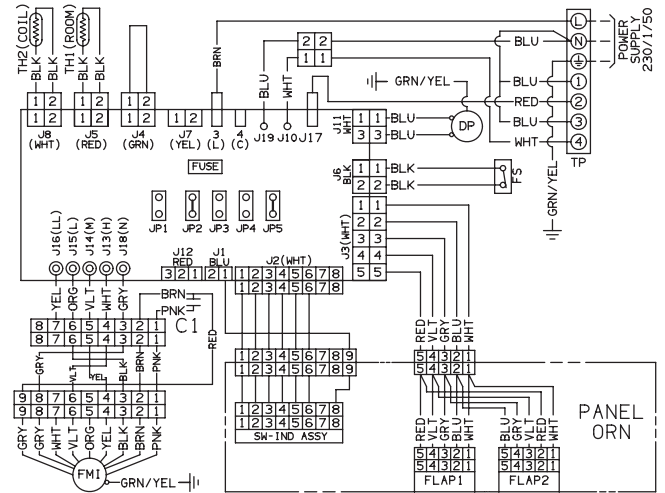 TH2(COIL)
TH1(ROOM)
BLK
BLK
BLK
BLK
BRN
BLU
WHT
2 2
1 1
GRN/YEL
BLU
BLU
RED
BLU
WHT
L
N
1
2
3
4
TP
POWER
SUPPLY
230/1/50
GRN/YEL
1 2
1 2
J8
(WHT)
1 2
1 2
J5
(RED)
1 2
J4
(GRN)
1 2
J7
(YEL)
3
(L)
4
(C)
J19
J10
J17
J11
WHT
1 1
3 3
BLU
BLU
DP
FUSE
J6
BLK
1 1
2 2
BLK
BLK
FS
JP1
JP2
JP3
JP4
JP5
J3(WHT)
1 1
2 2
3 3
4 4
5 5
J16(LL)
J15(L)
J14(M)
J13(H)
J18(N)
J12
RED
3 2 1
J1
BLU
2 1
J2(WHT)
1 2 3 4 5 6 7 8
1 2 3 4 5 6 7 8
YEL
ORG
VLT
WHT
GRY
BRN
PNK
C1
8 7 6 5 4 3 2 1
8 7 6 5 4 3 2 1
GRY
VLT
YEL
BLK
BRN
PNK
RED
9 8 7 6 5 4 3 2 1
9 8 7 6 5 4 3 2 1
GRY
GRY
WHT
VLT
ORG
YEL
BLK
BRN
PNK
FMI
GRN/YEL
1 2 3 4 5 6 7 8 9
1 2 3 4 5 6 7 8 9
1 2 3 4 5 6 7 8
1 2 3 4 5 6 7 8
SW-IND ASSY
RED
VLT
GRY
BLU
WHT
5 4 3 2 1
5 4 3 2 1
RED
VLT
GRY
BLU
WHT
5 4 3 2 1
5 4 3 2 1
FLAP1
BLU
GRY
VLT
RED
WHT
5 4 3 2 1
5 4 3 2 1
FLAP2
PANEL
ORN